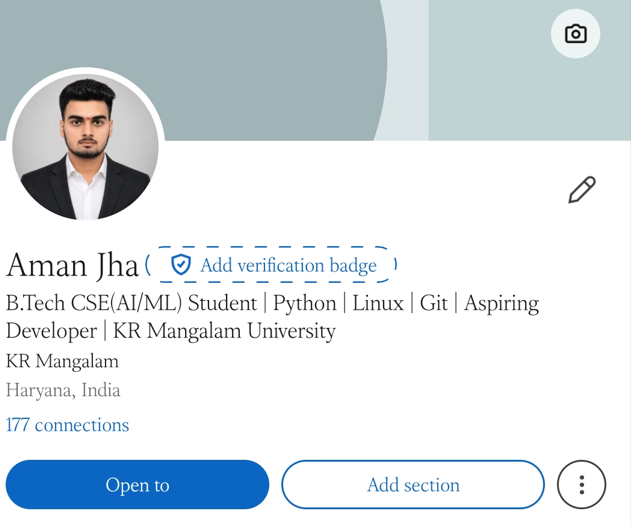 Aman Jha
Add verification badge
B.Tech CSE(AI/ML) Student | Python | Linux | Git | Aspiring
Developer | KR Mangalam University
KR Mangalam
Haryana, India
177 connections
Open to
Add section